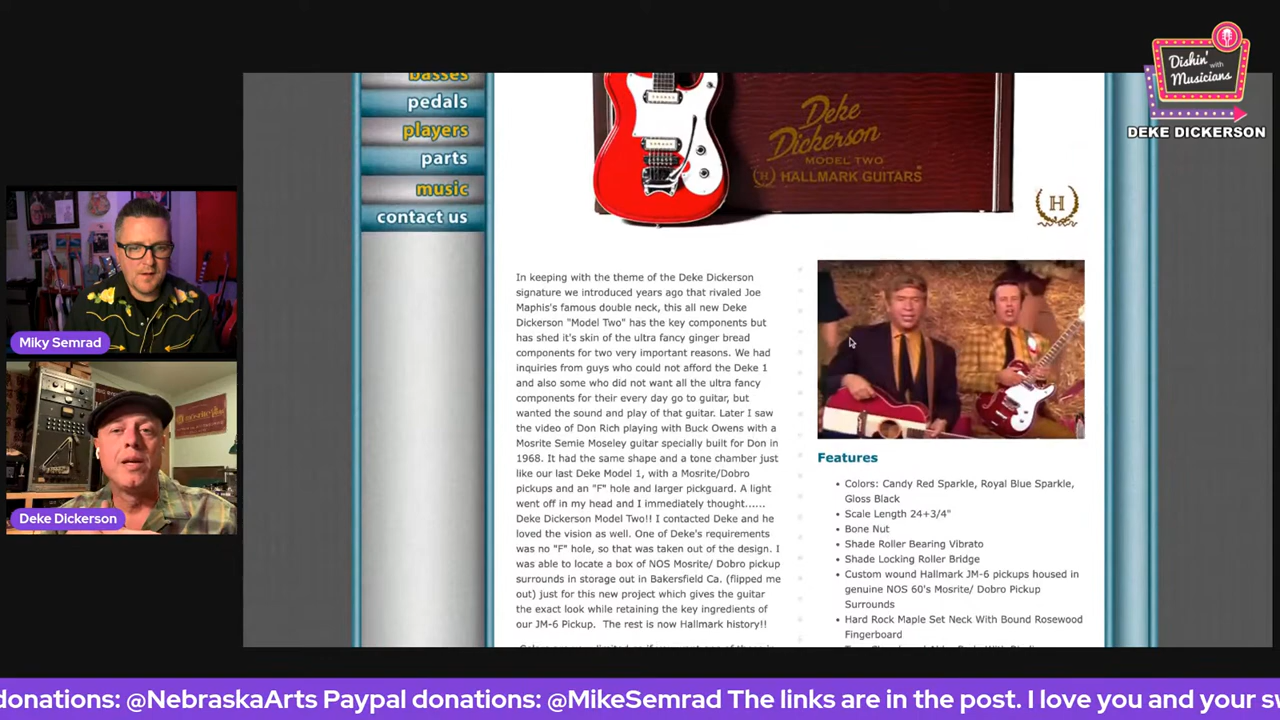 Dishin' with
Musicians
DEKE DICKERSON
basses
pedals
players
parts
music
contact us
Deke
Dickerson
MODEL TWO
H HALLMARK GUITARS
H
In keeping with the theme of the Deke Dickerson
signature we introduced years ago that rivaled Joe
Maphis's famous double neck, this all new Deke
Dickerson "Model Two" has the key components but
has shed it's skin of the ultra fancy ginger bread
components for two very important reasons. We had
inquiries from guys who could not afford the Deke 1
and also some who did not want all the ultra fancy
components for their every day go to guitar, but
wanted the sound and play of that guitar. Later I saw
the video of Don Rich playing with Buck Owens with a
Mosrite Semie Moseley guitar specially built for Don in
1968. It had the same shape and a tone chamber just
like our last Deke Model 1, with a Mosrite/Dobro
pickups and an "F" hole and larger pickguard. A light
went off in my head and I immediately thought......
Deke Dickerson Model Two!! I contacted Deke and he
loved the vision as well. One of Deke's requirements
was no "F" hole, so that was taken out of the design. I
was able to locate a box of NOS Mosrite/ Dobro pickup
surrounds in storage out in Bakersfield Ca. (flipped me
out) just for this new project which gives the guitar
the exact look while retaining the key ingredients of
our JM-6 Pickup. The rest is now Hallmark history!!
Features
Colors: Candy Red Sparkle, Royal Blue Sparkle,
Gloss Black
Scale Length 24+3/4"
Bone Nut
Shade Roller Bearing Vibrato
Shade Locking Roller Bridge
Custom wound Hallmark JM-6 pickups housed in
genuine NOS 60's Mosrite/ Dobro Pickup
Surrounds
Hard Rock Maple Set Neck With Bound Rosewood
Fingerboard
Miky Semrad
mosrite
Deke Dickerson
donations: @NebraskaArts Paypal donations: @MikeSemrad The links are in the post. I love you and your sw